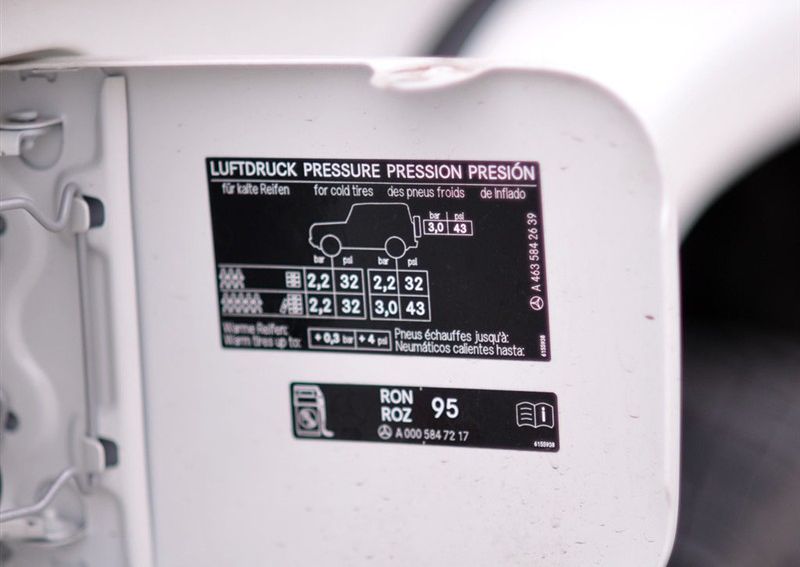 LUFTDRUCK PRESSURE PRESSION PRESIÓN
für kalte Reifen for cold tires des pneus froids de Inflado
bar psi
3,0 43
bar psi bar psi
2,2 32 2,2 32
2,2 32 3,0 43
Warme Reifen:
Warm tires up to:
+ 0,3 bar + 4 psi
Pneus échauffes jusqu'à:
Neumáticos calientes hasta:
A 463 584 26 39
6155938
RON
ROZ
95
A 000 584 72 17
6155938